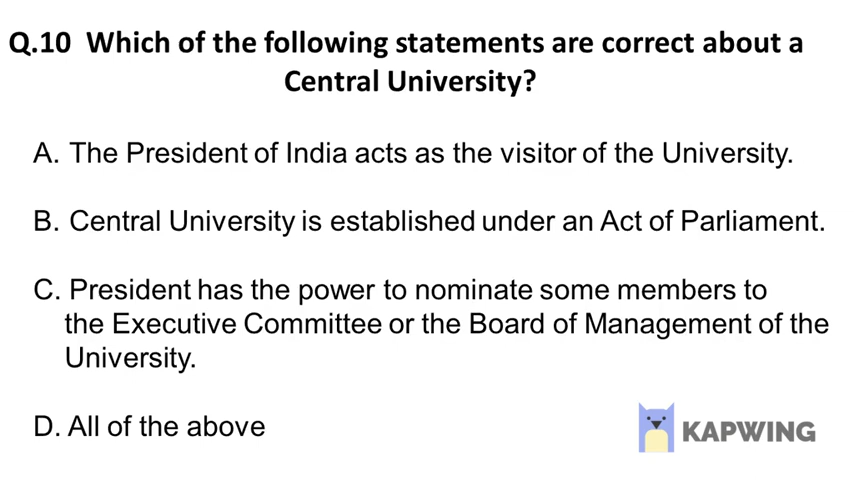 Q.10 Which of the following statements are correct about a
Central University?
A. The President of India acts as the visitor of the University.
B. Central University is established under an Act of Parliament.
C. President has the power to nominate some members to
the Executive Committee or the Board of Management of the
University.
D. All of the above
KAPWING